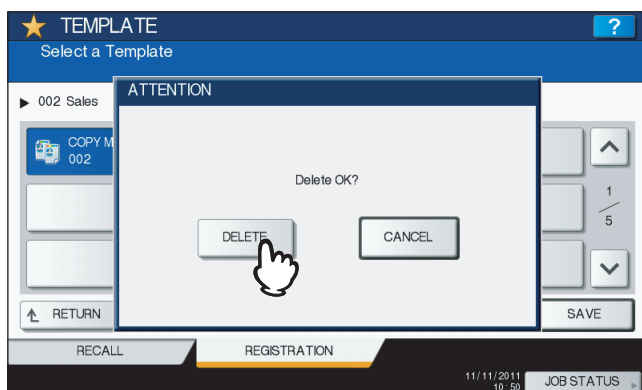 TEMPLATE
?
Select a Template
ATTENTION
002 Sales
COPY M
002
Delete OK?
1
5
DELETE
CANCEL
RETURN
SAVE
RECALL
REGISTRATION
11/11/2011
10:50
JOB STATUS